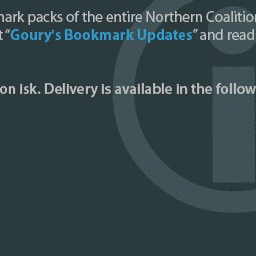 mark packs of the entire Northern Coalition
t “Goury's Bookmark Updates” and read
on isk. Delivery is available in the follow